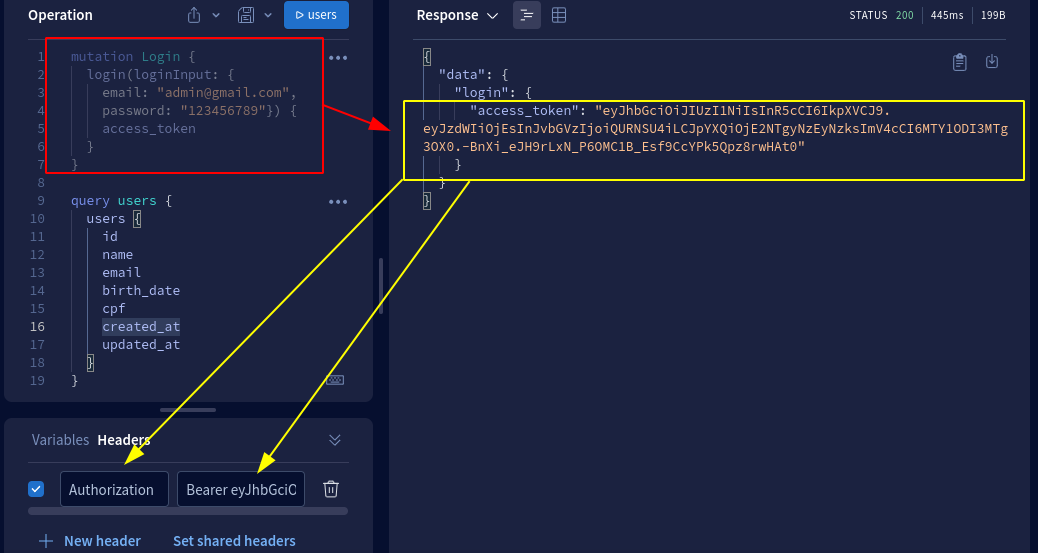 Operation
users
1 mutation Login {
2 login(loginInput: {
3 email: "admin@gmail.com",
4 password: "123456789"}) {
5 access_token
6 }
7 }
8
9 query users {
10 users {
11 id
12 name
13 email
14 birth_date
15 cpf
16 created_at
17 updated_at
18 }
19 }
Variables Headers
Authorization Bearer eyJhbGciO
New header Set shared headers
Response STATUS 200 445ms 199B
{
"data": {
"login": {
"access_token": "eyJhbGciOiJIUzI1NiIsInR5cCI6IkpXVCJ9.
eyJzdWIiOjEsInJvbGVzIjoiQURNSU4iLCJpYXQiOjE2NTgyNzEyNzksImV4cCI6MTY1ODI3MTg
3OX0.-BnXi_eJH9rLxN_P6OMC1B_Esf9CcYPk5Qpz8rwHAt0"
}
}
}